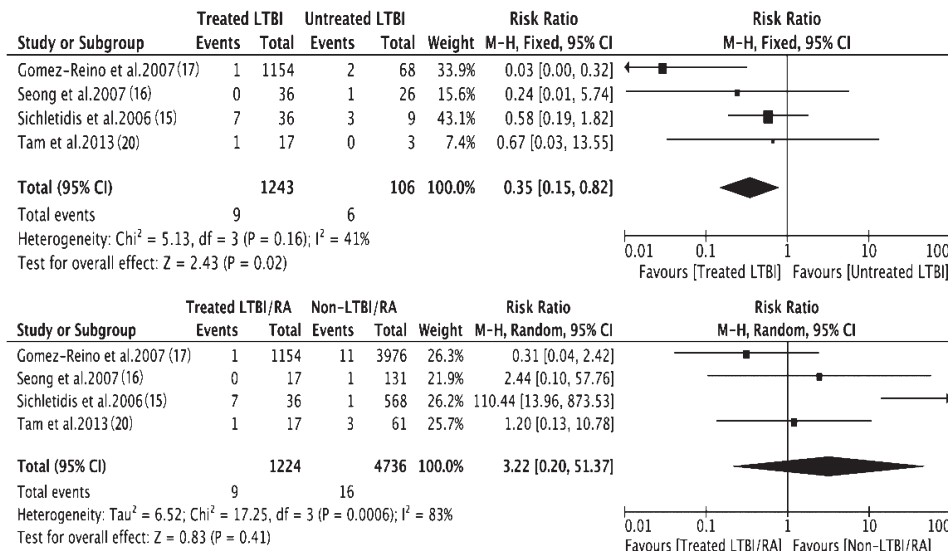 Treated LTBI Untreated LTBI Risk Ratio Risk Ratio
Study or Subgroup Events Total Events Total Weight M-H, Fixed, 95% CI M-H, Fixed, 95% CI
Gomez-Reino et al.2007(17) 1 1154 2 68 33.9% 0.03 [0.00, 0.32]
Seong et al.2007(16) 0 36 1 26 15.6% 0.24 [0.01, 5.74]
Sichletidis et al.2006(15) 7 36 3 9 43.1% 0.58 [0.19, 1.82]
Tam et al.2013(20) 1 17 0 3 7.4% 0.67 [0.03, 13.55]
Total (95% CI) 1243 106 100.0% 0.35 [0.15, 0.82]
Total events 9 6
Heterogeneity: Chi² = 5.13, df = 3 (P = 0.16); I² = 41%
Test for overall effect: Z = 2.43 (P = 0.02)
0.01 0.1 1 10 100
Favours [Treated LTBI] Favours [Untreated LTBI]
Treated LTBI/RA Non-LTBI/RA Risk Ratio Risk Ratio
Study or Subgroup Events Total Events Total Weight M-H, Random, 95% CI M-H, Random, 95% CI
Gomez-Reino et al.2007(17) 1 1154 11 3976 26.3% 0.31 [0.04, 2.42]
Seong et al.2007(16) 0 17 1 131 21.9% 2.44 [0.10, 57.76]
Sichletidis et al.2006(15) 7 36 1 568 26.2% 110.44 [13.96, 873.53]
Tam et al.2013(20) 1 17 3 61 25.7% 1.20 [0.13, 10.78]
Total (95% CI) 1224 4736 100.0% 3.22 [0.20, 51.37]
Total events 9 16
Heterogeneity: Tau² = 6.52; Chi² = 17.25, df = 3 (P = 0.0006); I² = 83%
Test for overall effect: Z = 0.83 (P = 0.41)
0.01 0.1 1 10 100
Favours [Treated LTBI/RA] Favours [Non-LTBI/RA]